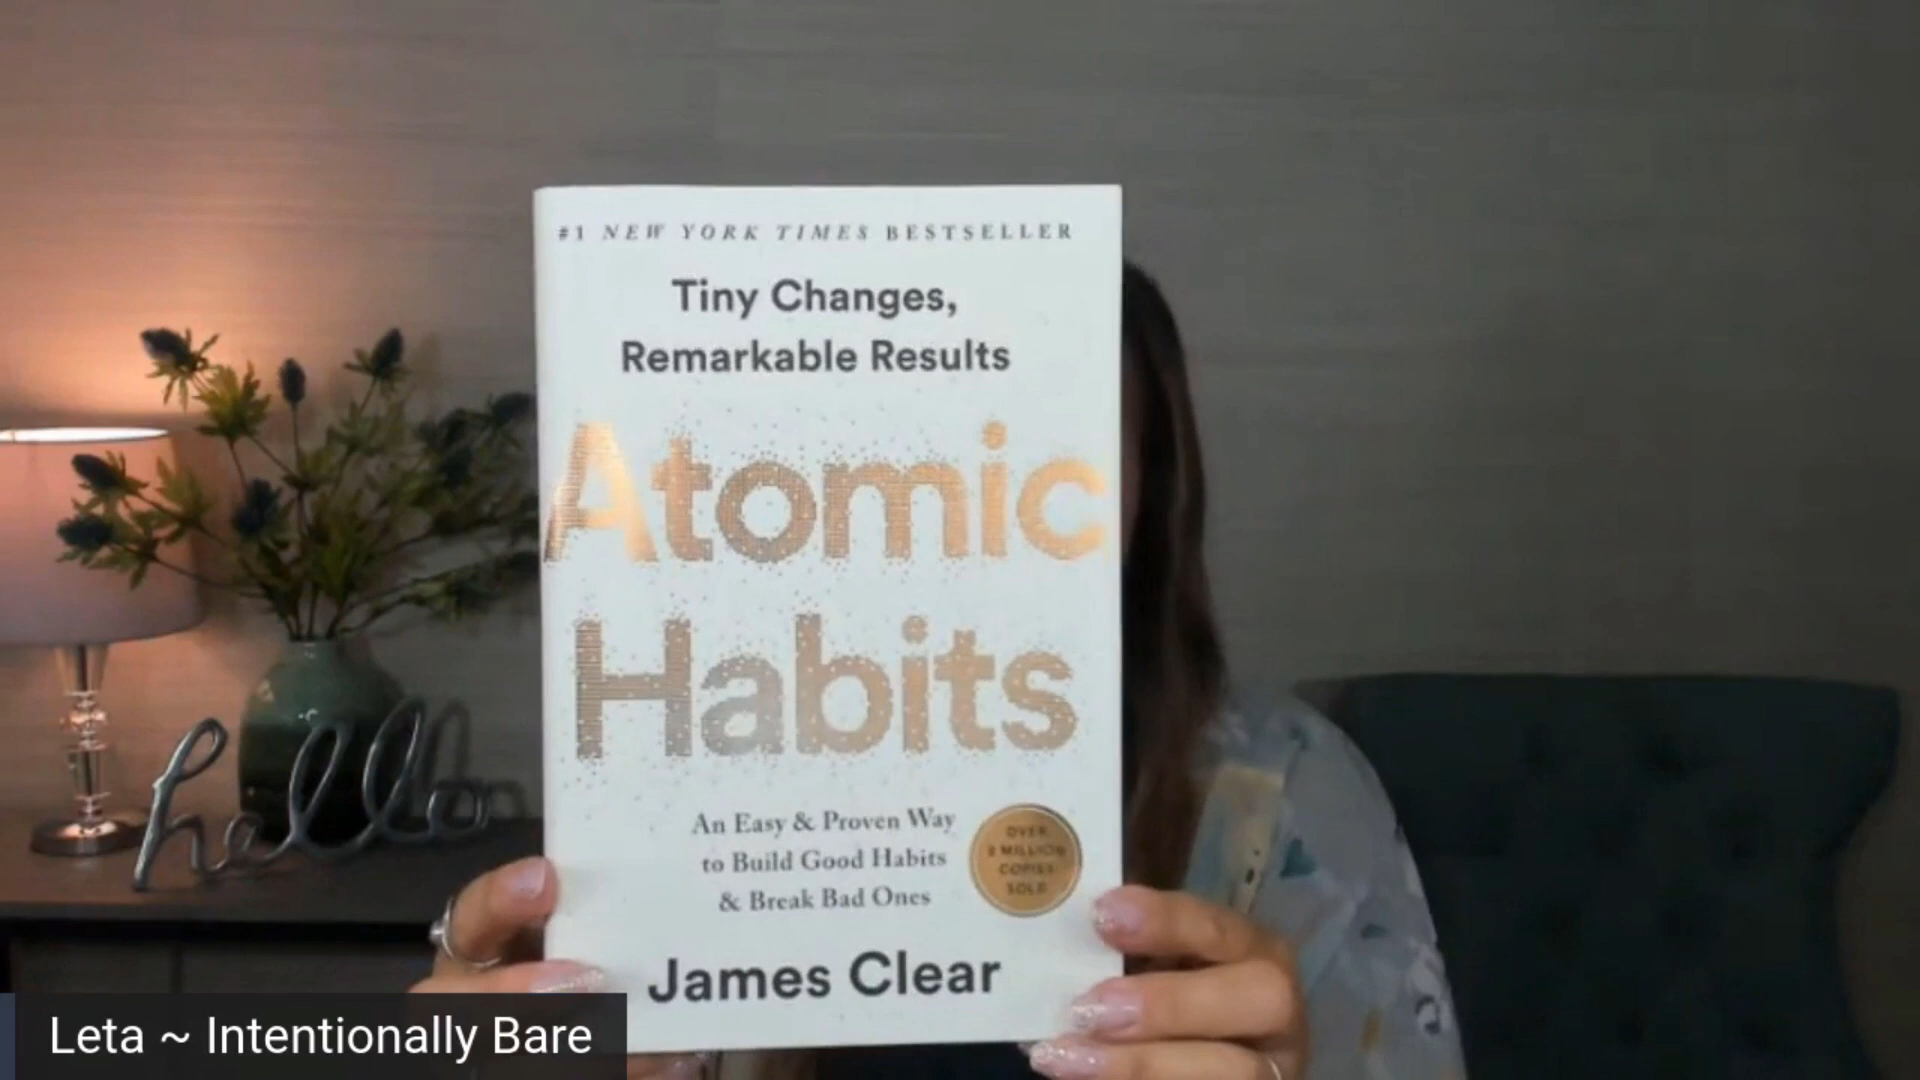 #1 NEW YORK TIMES BESTSELLER
Tiny Changes,
Remarkable Results
Atomic
Habits
An Easy & Proven Way
to Build Good Habits
& Break Bad Ones
OVER
MILLION
COPIES
SOLD
James Clear
hello
Leta ~ Intentionally Bare